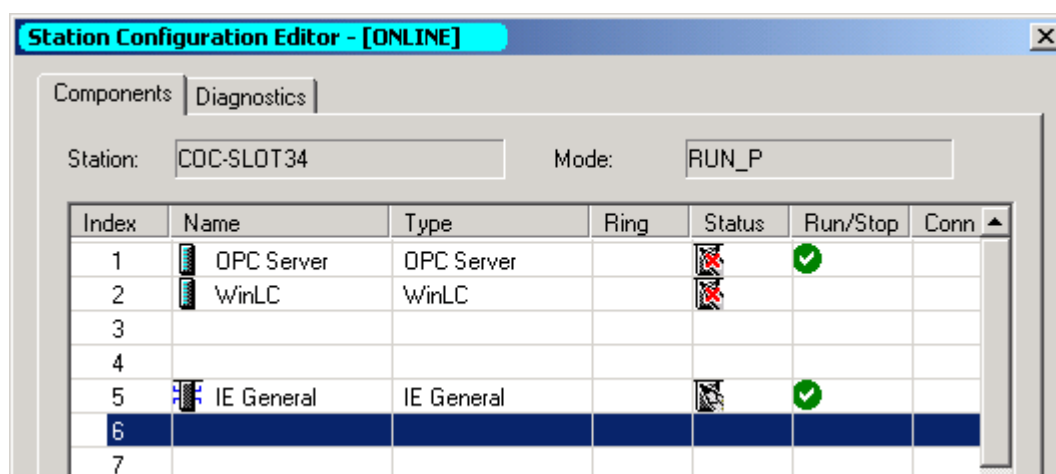 Station Configuration Editor - [ONLINE]
Components Diagnostics
Station: COC-SLOT34 Mode: RUN_P
Index Name Type Ring Status Run/Stop Conn
1 OPC Server OPC Server
2 WinLC WinLC
3
4
5 IE General IE General
6
7